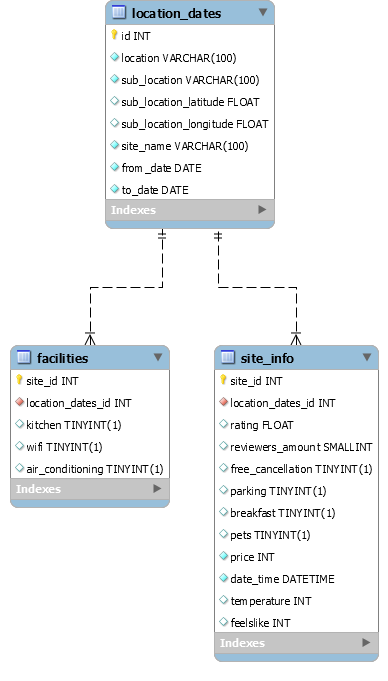 location_dates
id INT
location VARCHAR(100)
sub_location VARCHAR(100)
sub_location_latitude FLOAT
sub_location_longitude FLOAT
site_name VARCHAR(100)
from_date DATE
to_date DATE
Indexes
facilities
site_id INT
location_dates_id INT
kitchen TINYINT(1)
wifi TINYINT(1)
air_conditioning TINYINT(1)
Indexes
site_info
site_id INT
location_dates_id INT
rating FLOAT
reviewers_amount SMALLINT
free_cancellation TINYINT(1)
parking TINYINT(1)
breakfast TINYINT(1)
pets TINYINT(1)
price INT
date_time DATETIME
temperature INT
feelslike INT
Indexes